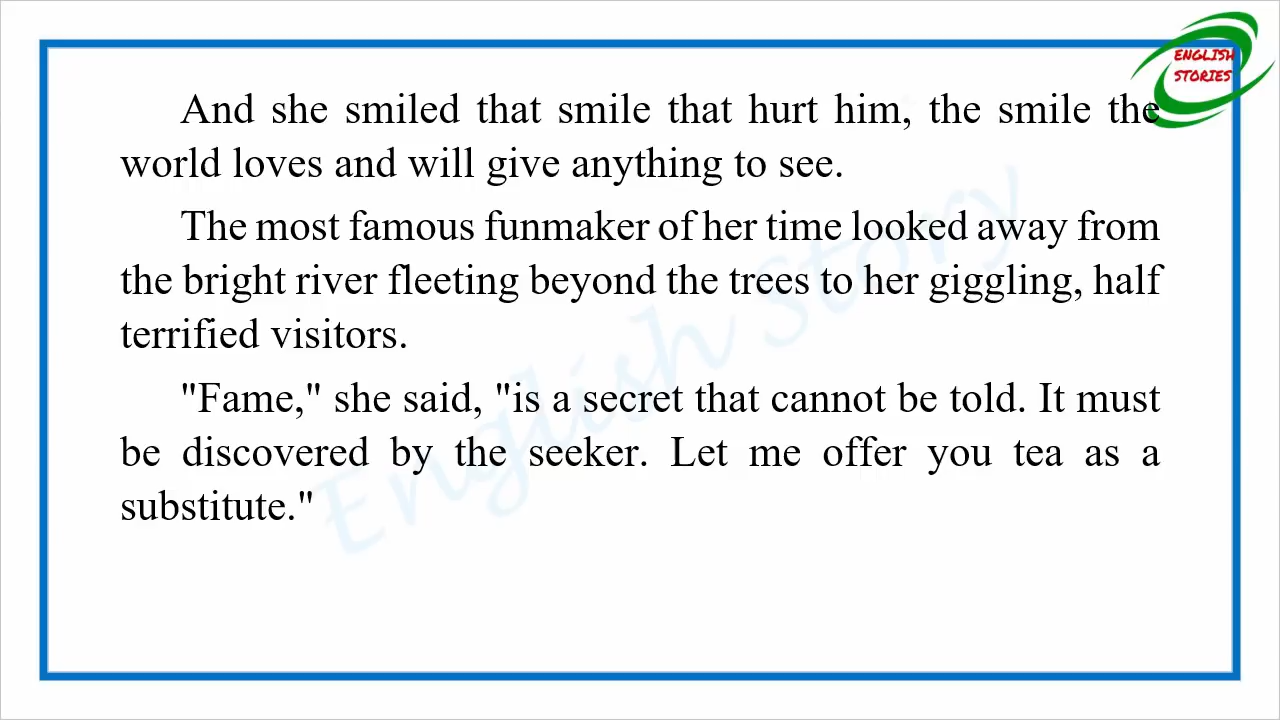 ENGLISH
STORIES
And she smiled that smile that hurt him, the smile the
world loves and will give anything to see.
The most famous funmaker of her time looked away from
the bright river fleeting beyond the trees to her giggling, half
terrified visitors.
"Fame," she said, "is a secret that cannot be told. It must
be discovered by the seeker. Let me offer you tea as a
substitute."
English Story